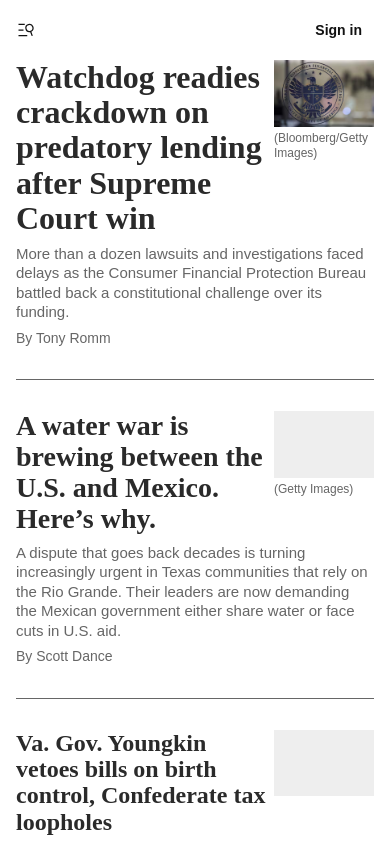 Sign in
Watchdog readies
crackdown on
predatory lending
after Supreme
Court win
(Bloomberg/Getty
Images)
More than a dozen lawsuits and investigations faced
delays as the Consumer Financial Protection Bureau
battled back a constitutional challenge over its
funding.
By Tony Romm
A water war is
brewing between the
U.S. and Mexico.
Here’s why.
(Getty Images)
A dispute that goes back decades is turning
increasingly urgent in Texas communities that rely on
the Rio Grande. Their leaders are now demanding
the Mexican government either share water or face
cuts in U.S. aid.
By Scott Dance
Va. Gov. Youngkin
vetoes bills on birth
control, Confederate tax
loopholes